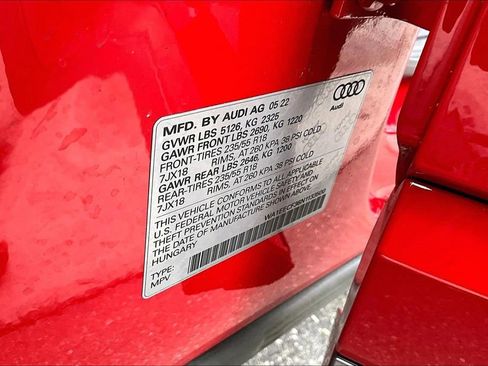 MFD. BY AUDI AG 05 22
GVWR LBS 5126, KG 2325
GAWR FRONT LBS 2690, KG 1220
FRONT-TIRES 235/55 R18
7JX18 RIMS, AT 260 KPA 38 PSI COLD
GAWR REAR LBS 2646, KG 1200
REAR-TIRES 235/55 R18
7JX18 RIMS, AT 260 KPA 38 PSI COLD
THIS VEHICLE CONFORMS TO ALL APPLICABLE
U.S. FEDERAL MOTOR VEHICLE SAFETY AND
THEFT PREVENTION STANDARDS IN EFFECT ON
THE DATE OF MANUFACTURE SHOWN ABOVE.
HUNGARY
TYPE:
MPV
Audi